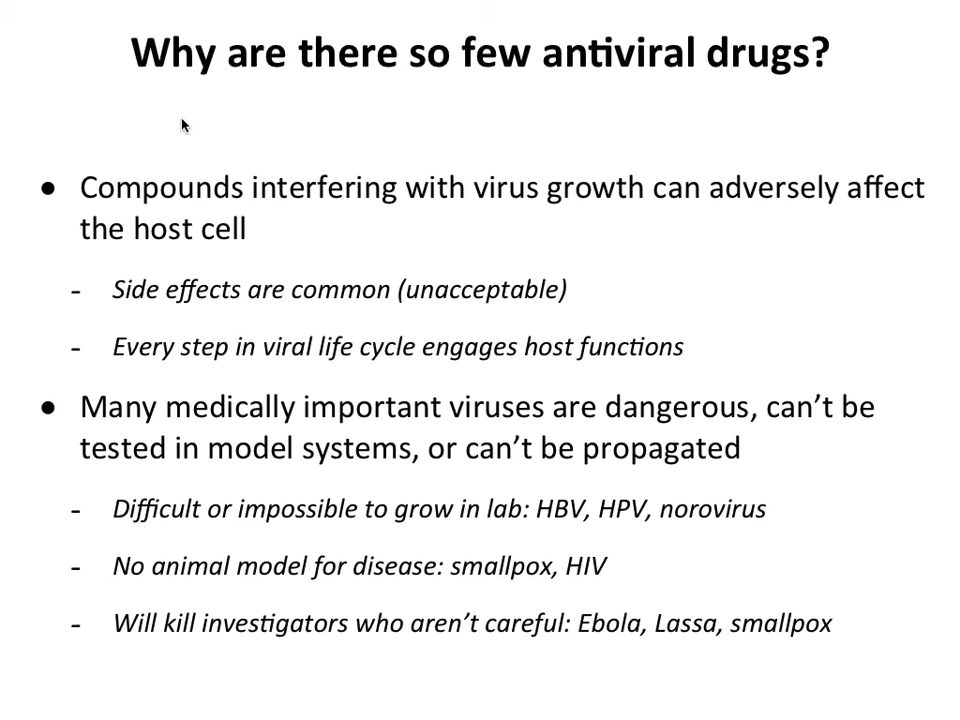 Why are there so few antiviral drugs?
● Compounds interfering with virus growth can adversely affect
the host cell
- Side effects are common (unacceptable)
- Every step in viral life cycle engages host functions
● Many medically important viruses are dangerous, can’t be
tested in model systems, or can’t be propagated
- Difficult or impossible to grow in lab: HBV, HPV, norovirus
- No animal model for disease: smallpox, HIV
- Will kill investigators who aren’t careful: Ebola, Lassa, smallpox